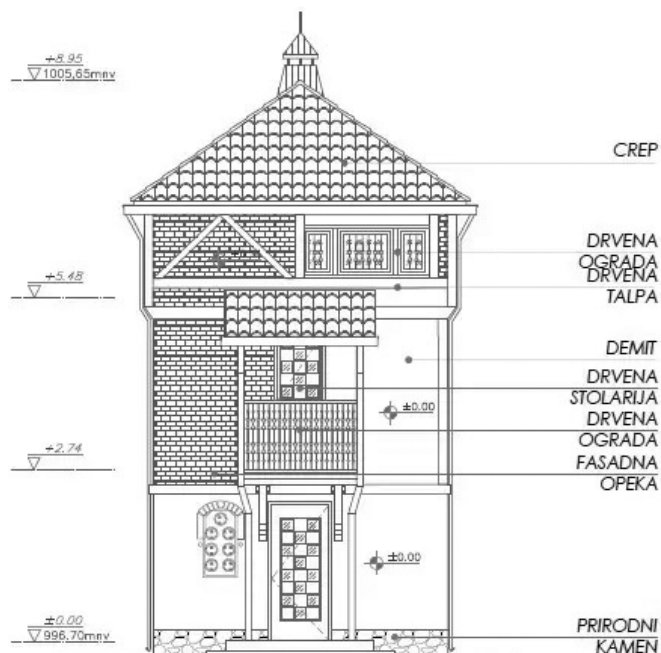 +8.95
1005,65mnv
CREP
DRVENA
OGRADA
DRVENA
TALPA
+5.48
DEMIT
DRVENA
STOLARIJA
±0.00
DRVENA
OGRADA
+2.74
FASADNA
OPEKA
±0.00
±0.00
996,70mnv
PRIRODNI
KAMEN